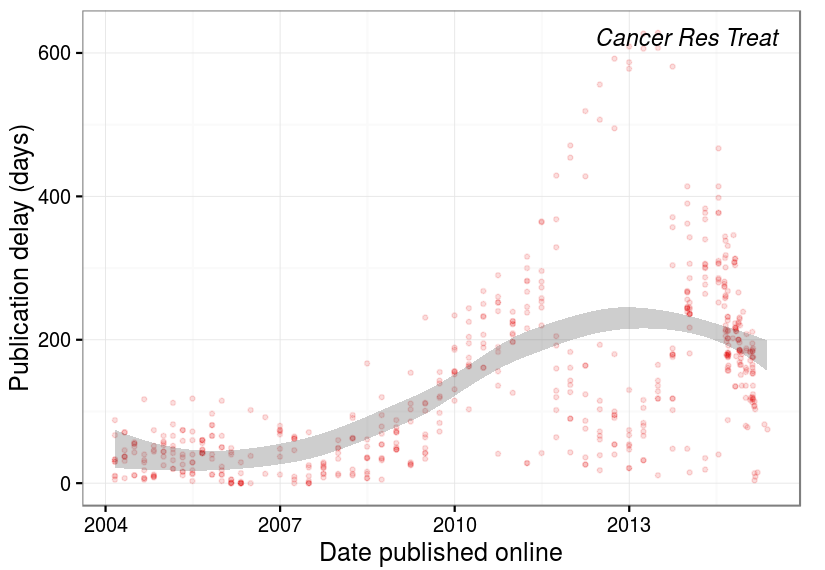 Cancer Res Treat
600
400
200
0
Publication delay (days)
2004 2007 2010 2013
Date published online